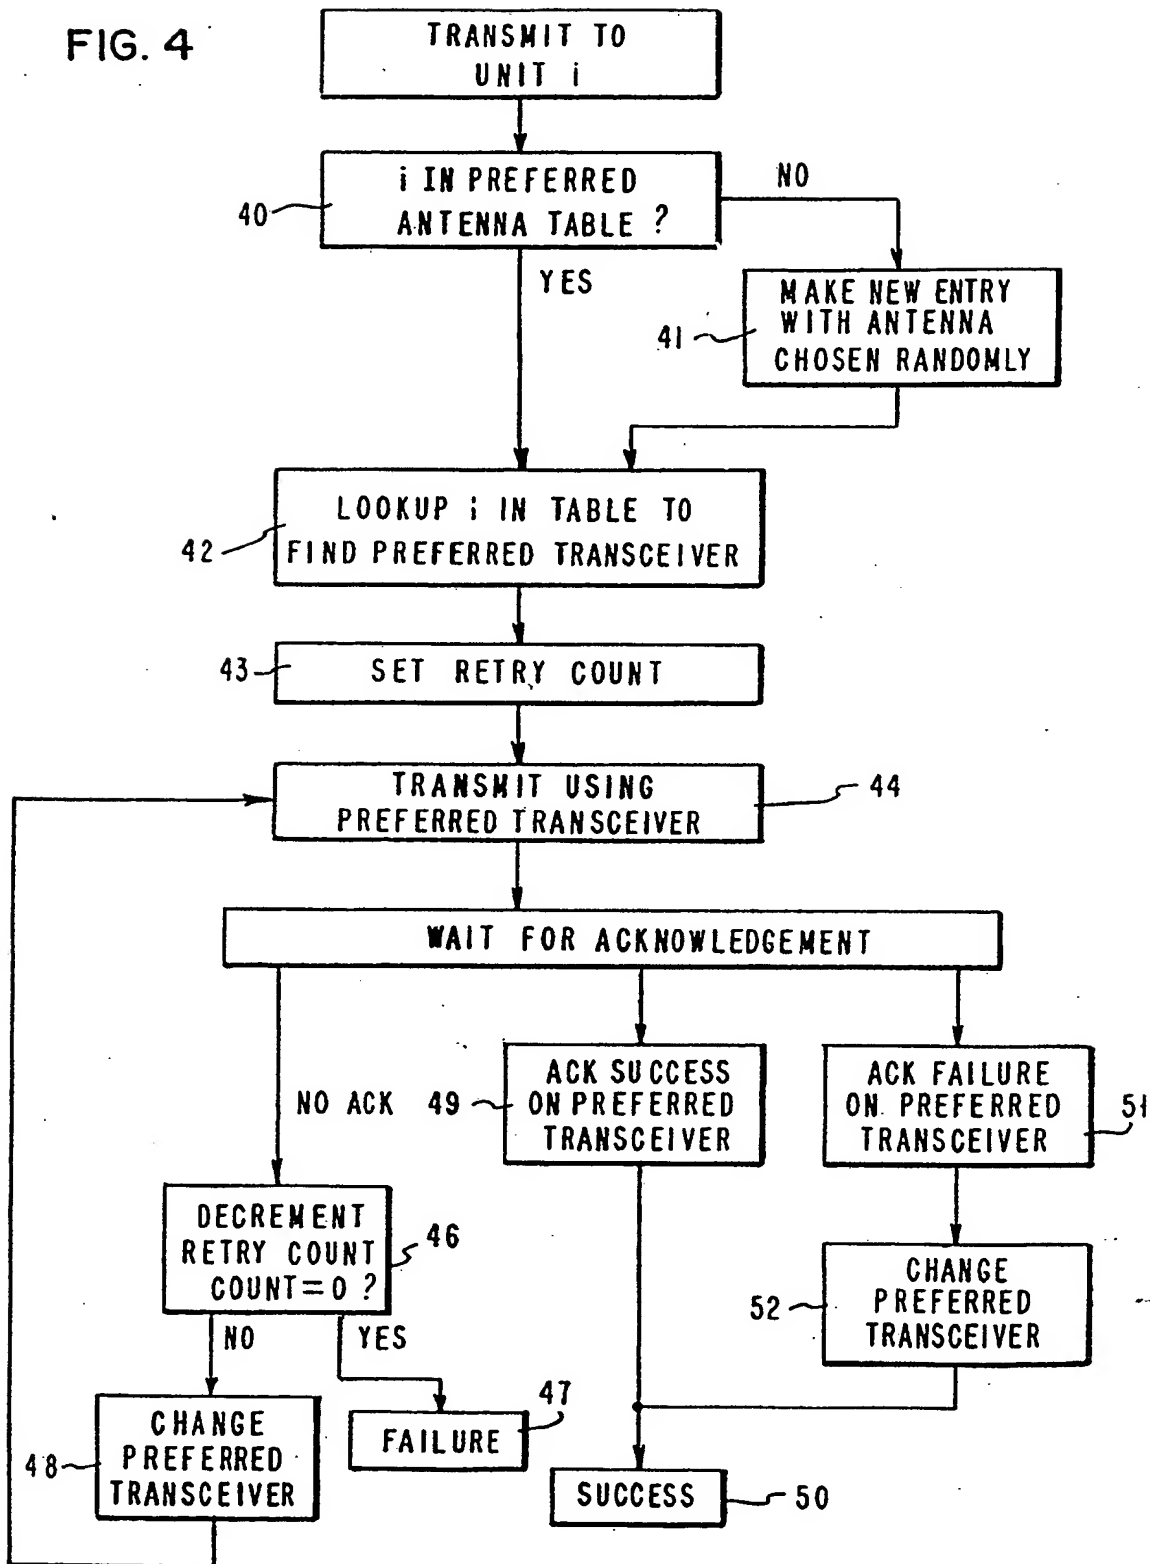 FIG. 4
TRANSMIT TO
UNIT i
i IN PREFERRED
ANTENNA TABLE ?
40
NO
YES
MAKE NEW ENTRY
WITH ANTENNA
CHOSEN RANDOMLY
41
LOOKUP i IN TABLE TO
FIND PREFERRED TRANSCEIVER
42
43
SET RETRY COUNT
TRANSMIT USING
PREFERRED TRANSCEIVER
44
WAIT FOR ACKNOWLEDGEMENT
NO ACK
49
ACK SUCCESS
ON PREFERRED
TRANSCEIVER
ACK FAILURE
ON PREFERRED
TRANSCEIVER
51
DECREMENT
RETRY COUNT
COUNT=0 ?
46
CHANGE
PREFERRED
TRANSCEIVER
52
NO
YES
CHANGE
PREFERRED
TRANSCEIVER
48
FAILURE
47
SUCCESS
50